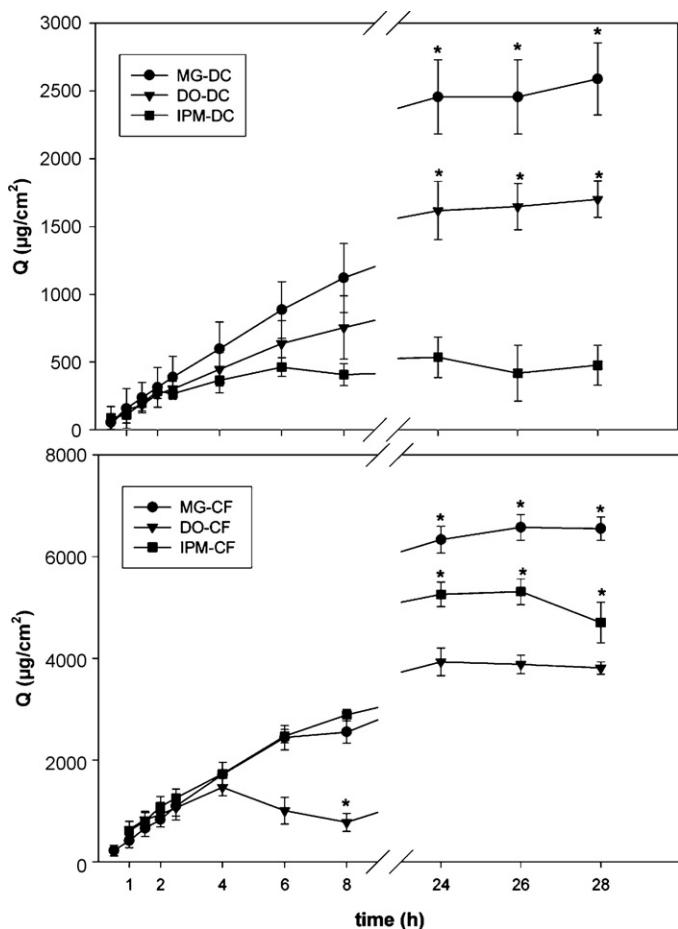 3000
2500
2000
1500
1000
500
0
Q (µg/cm²)
MG-DC
DO-DC
IPM-DC
* * *
* * *
8000
6000
4000
2000
0
Q (µg/cm²)
MG-CF
DO-CF
IPM-CF
* * *
* * *
*
1 2 4 6 8 24 26 28
time (h)